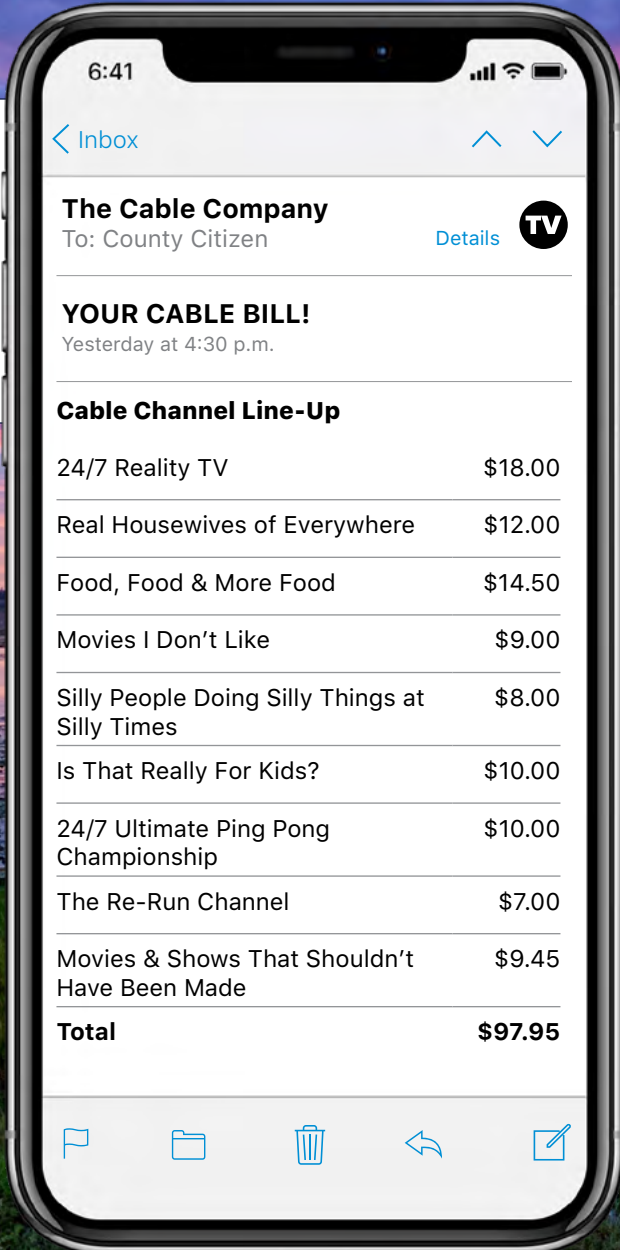 6:41
Inbox
The Cable Company
To: County Citizen
Details
TV
YOUR CABLE BILL!
Yesterday at 4:30 p.m.
Cable Channel Line-Up
24/7 Reality TV $18.00
Real Housewives of Everywhere $12.00
Food, Food & More Food $14.50
Movies I Don’t Like $9.00
Silly People Doing Silly Things at $8.00
Silly Times
Is That Really For Kids? $10.00
24/7 Ultimate Ping Pong $10.00
Championship
The Re-Run Channel $7.00
Movies & Shows That Shouldn’t $9.45
Have Been Made
Total $97.95